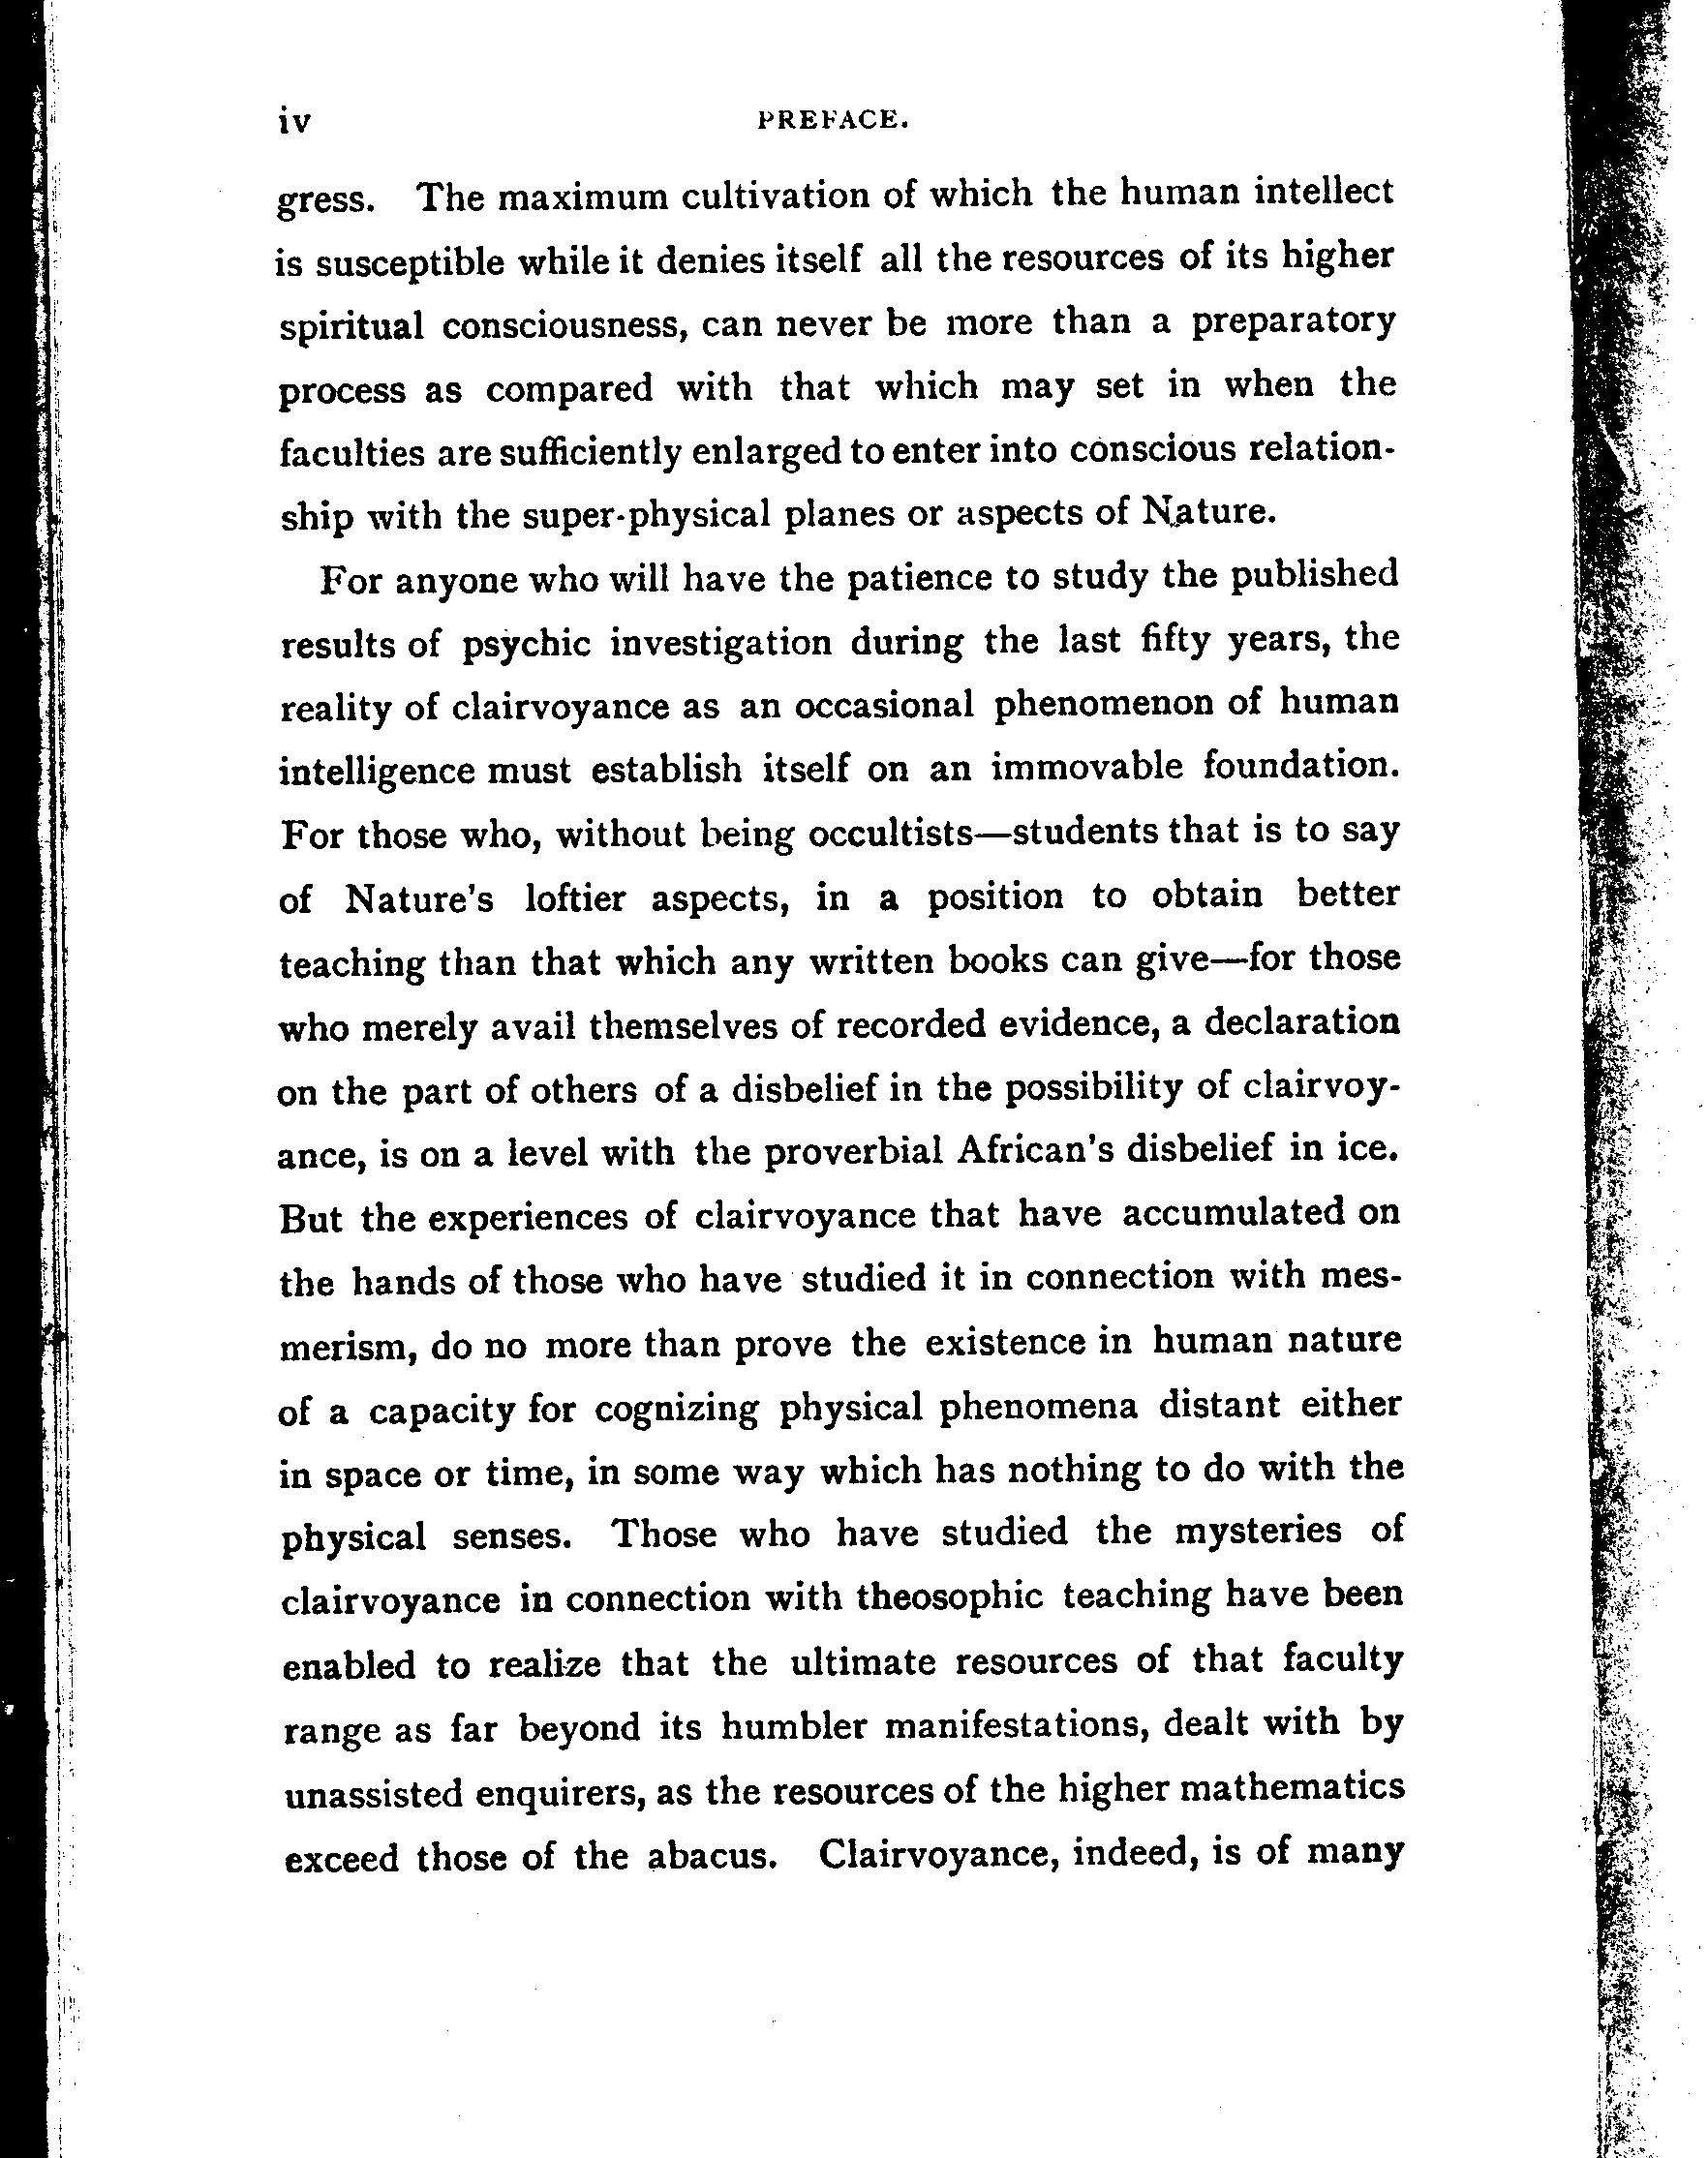 iv PREFACE.
gress. The maximum cultivation of which the human intellect
is susceptible while it denies itself all the resources of its higher
spiritual consciousness, can never be more than a preparatory
process as compared with that which may set in when the
faculties are sufficiently enlarged to enter into conscious relation-
ship with the super-physical planes or aspects of Nature.
For anyone who will have the patience to study the published
results of psychic investigation during the last fifty years, the
reality of clairvoyance as an occasional phenomenon of human
intelligence must establish itself on an immovable foundation.
For those who, without being occultists—students that is to say
of Nature's loftier aspects, in a position to obtain better
teaching than that which any written books can give—for those
who merely avail themselves of recorded evidence, a declaration
on the part of others of a disbelief in the possibility of clairvoy-
ance, is on a level with the proverbial African's disbelief in ice.
But the experiences of clairvoyance that have accumulated on
the hands of those who have studied it in connection with mes-
merism, do no more than prove the existence in human nature
of a capacity for cognizing physical phenomena distant either
in space or time, in some way which has nothing to do with the
physical senses. Those who have studied the mysteries of
clairvoyance in connection with theosophic teaching have been
enabled to realize that the ultimate resources of that faculty
range as far beyond its humbler manifestations, dealt with by
unassisted enquirers, as the resources of the higher mathematics
exceed those of the abacus. Clairvoyance, indeed, is of many